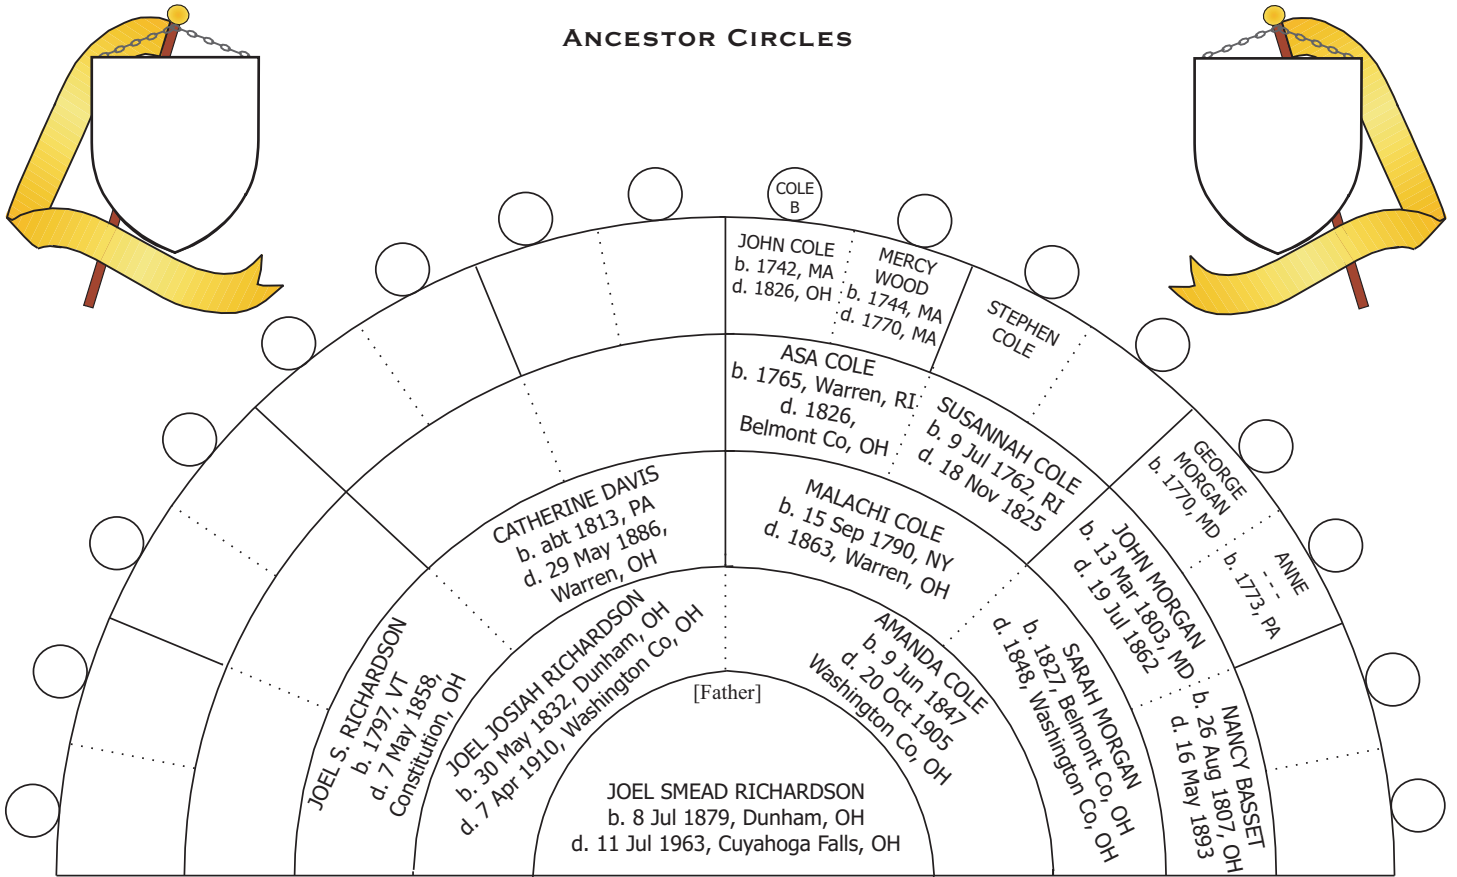 ANCESTOR CIRCLES
COLE
B
JOHN COLE
b. 1742, MA
d. 1826, OH
MERCY
WOOD
b. 1744, MA
d. 1770, MA
STEPHEN
COLE
GEORGE
MORGAN
b. 1770, MD
ANNE
- - -
b. 1773, PA
ASA COLE
b. 1765, Warren, RI
d. 1826,
Belmont Co, OH
SUSANNAH COLE
b. 9 Jul 1762, RI
d. 18 Nov 1825
JOHN MORGAN
b. 13 Mar 1803, MD
d. 19 Jul 1862
NANCY BASSET
b. 26 Aug 1807, OH
d. 16 May 1893
JOEL S. RICHARDSON
b. 1797, VT
d. 7 May 1858,
Constitution, OH
CATHERINE DAVIS
b. abt 1813, PA
d. 29 May 1886,
Warren, OH
MALACHI COLE
b. 15 Sep 1790, NY
d. 1863, Warren, OH
SARAH MORGAN
b. 1827, Belmont Co, OH
d. 1848, Washington Co, OH
JOEL JOSIAH RICHARDSON
b. 30 May 1832, Dunham, OH
d. 7 Apr 1910, Washington Co, OH
AMANDA COLE
b. 9 Jun 1847
d. 20 Oct 1905
Washington Co, OH
[Father]
JOEL SMEAD RICHARDSON
b. 8 Jul 1879, Dunham, OH
d. 11 Jul 1963, Cuyahoga Falls, OH